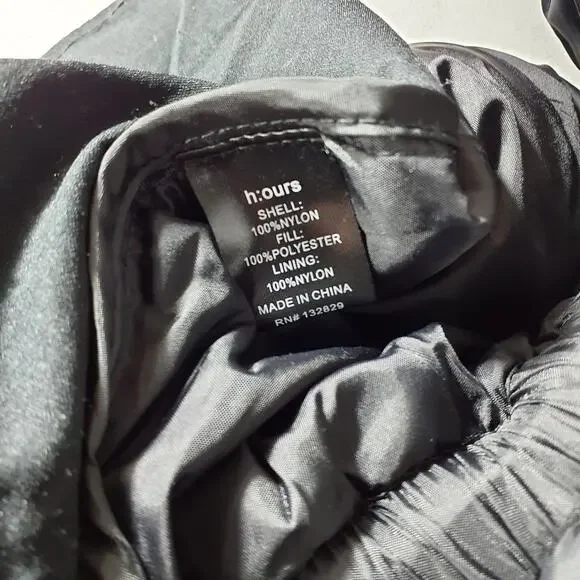 h:ours
SHELL:
100%NYLON
FILL:
100%POLYESTER
LINING:
100%NYLON
MADE IN CHINA
RN# 132829